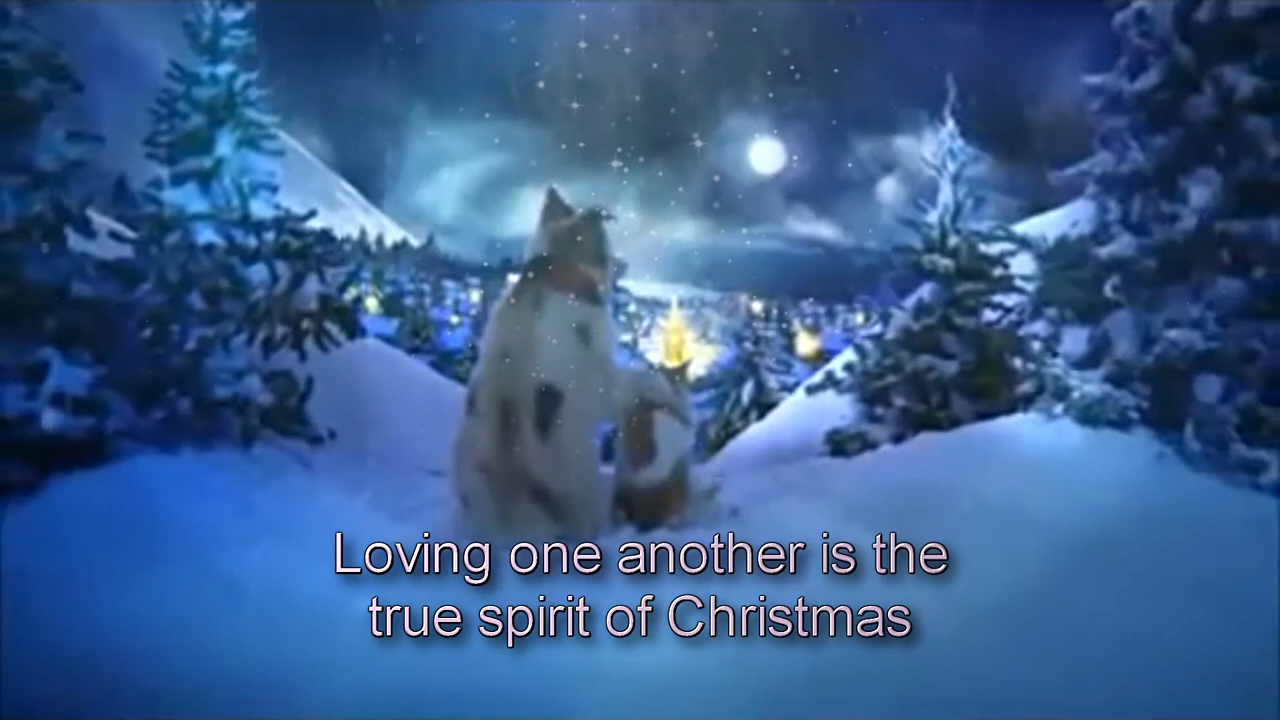 Loving one another is the
true spirit of Christmas